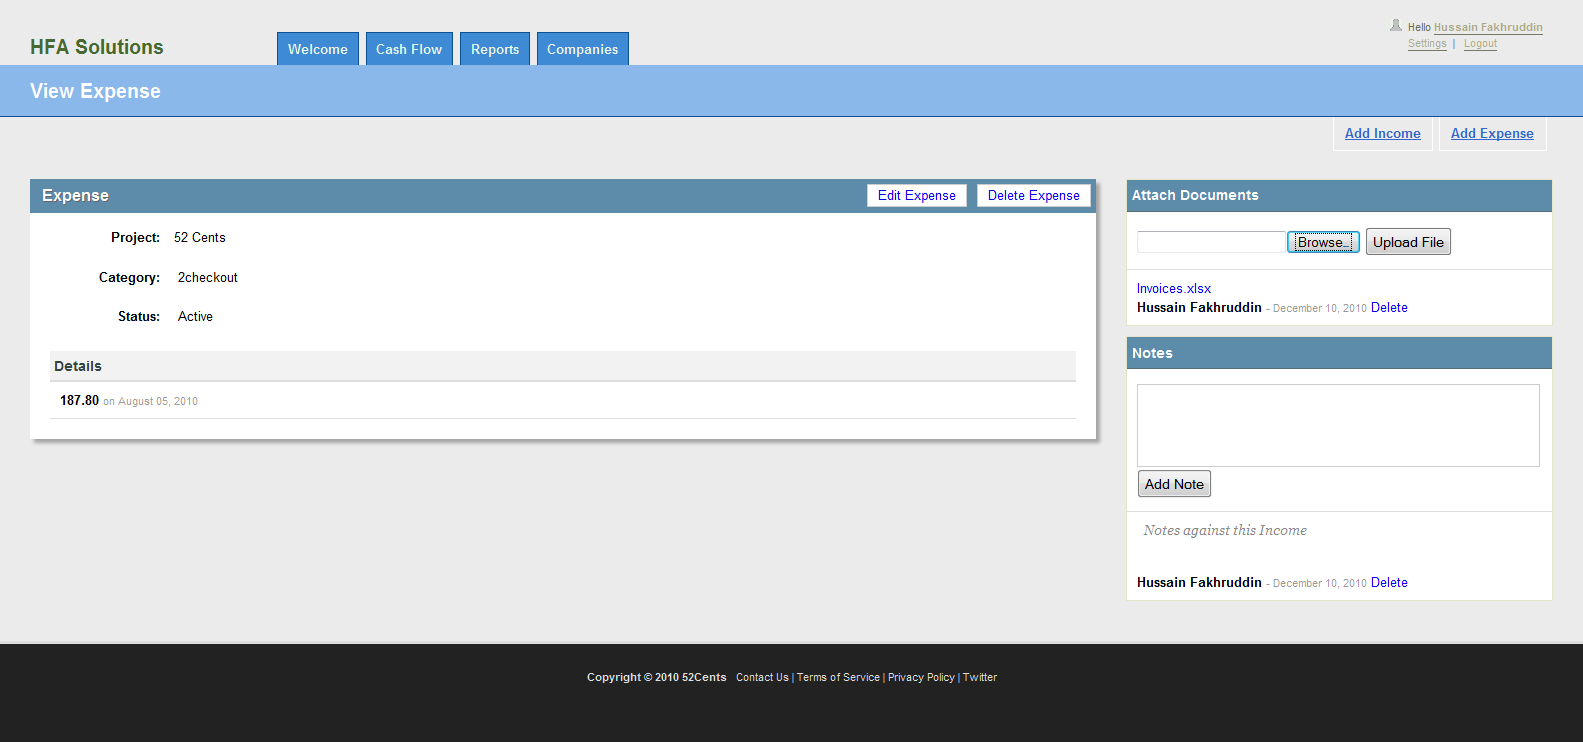 HFA Solutions
Welcome
Cash Flow
Reports
Companies
Hello Hussain Fakhruddin
Settings | Logout
View Expense
Add Income
Add Expense
Expense
Edit Expense
Delete Expense
Project: 52 Cents
Category: 2checkout
Status: Active
Details
187.80 on August 05, 2010
Attach Documents
Browse..
Upload File
Invoices.xlsx
Hussain Fakhruddin - December 10, 2010 Delete
Notes
Add Note
Notes against this Income
Hussain Fakhruddin - December 10, 2010 Delete
Copyright © 2010 52Cents Contact Us | Terms of Service | Privacy Policy | Twitter